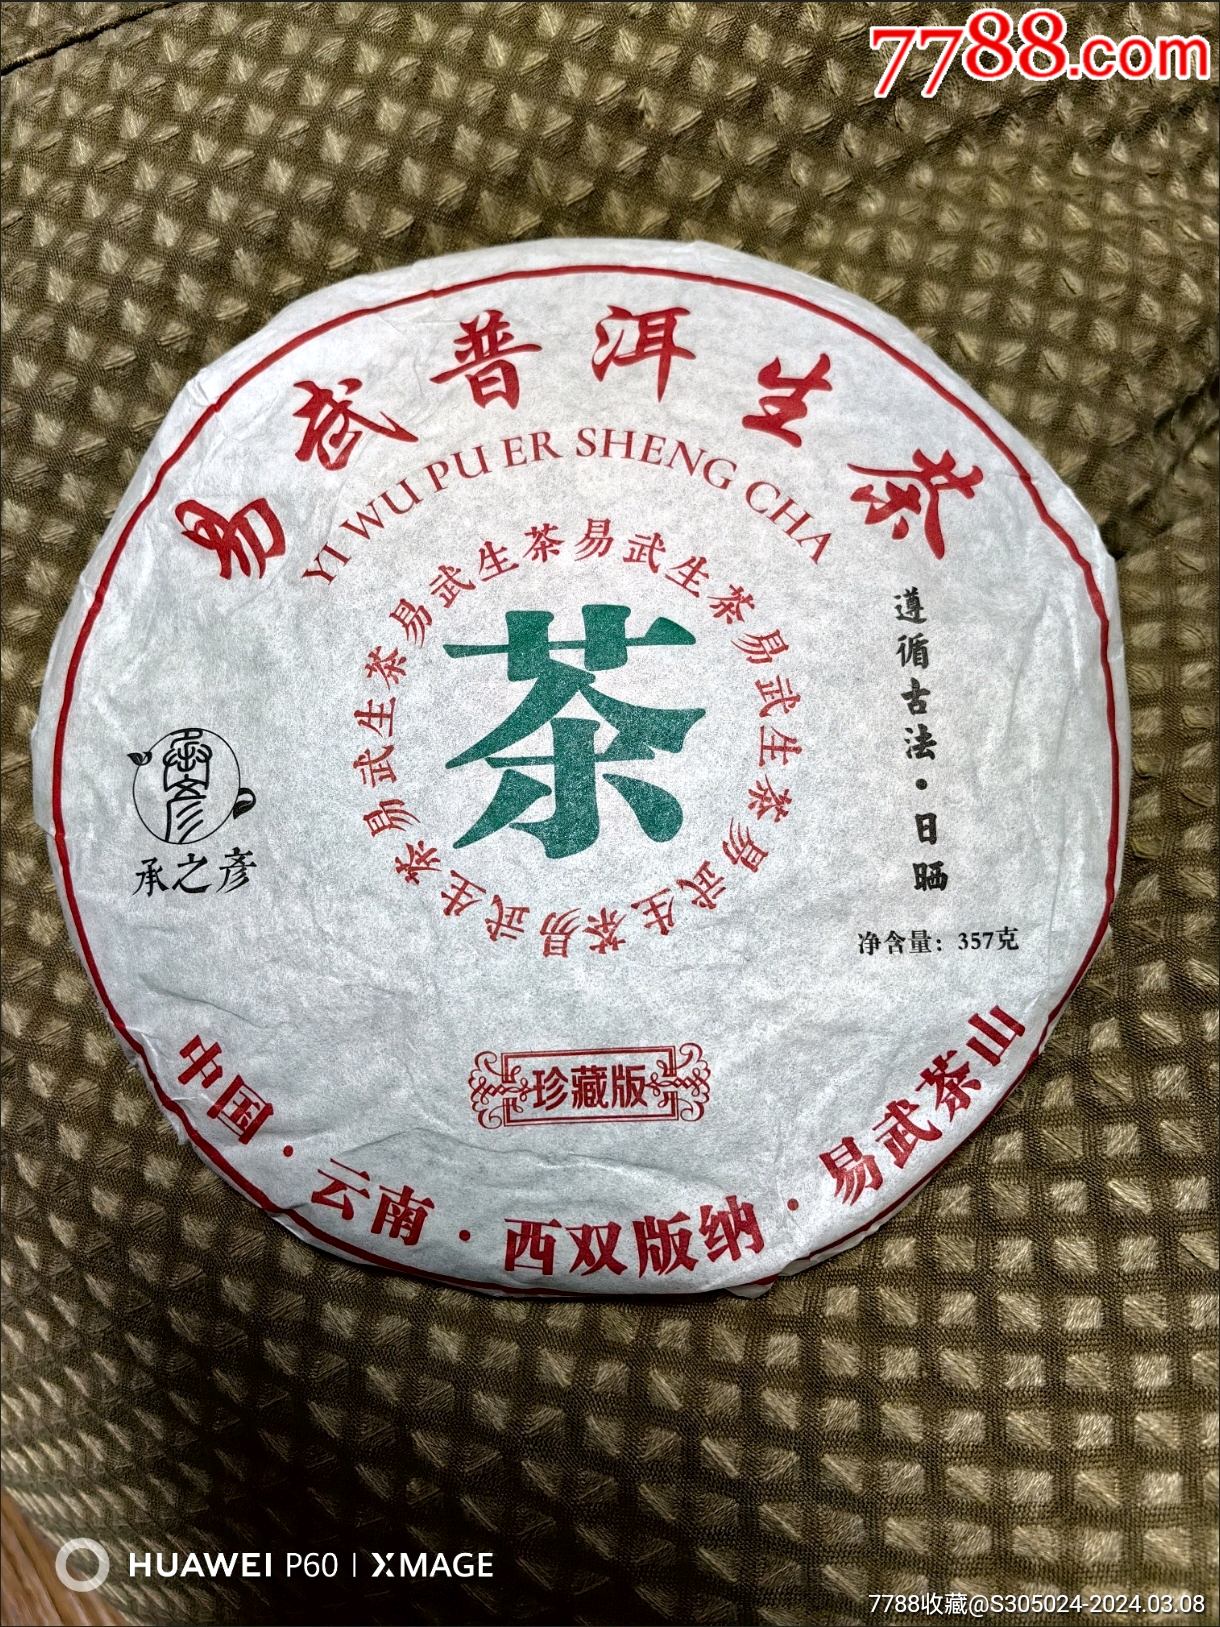 7788.com
易武普洱生茶
YI WU PU ER SHENG CHA
易武生茶易武生茶易武生茶易武生茶易武生茶易武生茶易武生茶
茶
遵循古法·日晒
承之彦
净含量：357克
珍藏版
中国·云南·西双版纳·易武茶山
HUAWEI P60 | XMAGE
7788收藏@S305024-2024.03.08